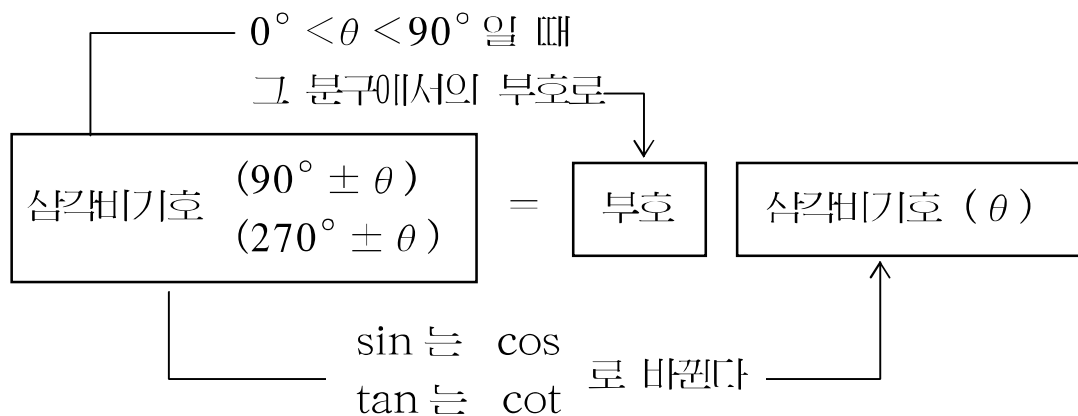 0° < θ < 90° 일 때
그 분구에서의 부호로
삼각비기호 (90° ± θ)
(270° ± θ)
= 부호 삼각비기호 (θ)
sin 는 cos
tan 는 cot
로 바뀐다